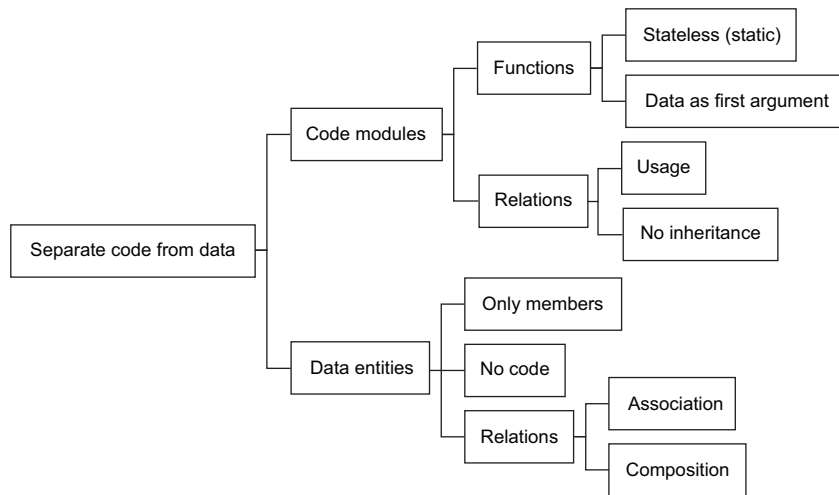 Stateless (static)
Functions
Data as first argument
Code modules
Usage
Relations
No inheritance
Separate code from data
Only members
Data entities
No code
Association
Relations
Composition